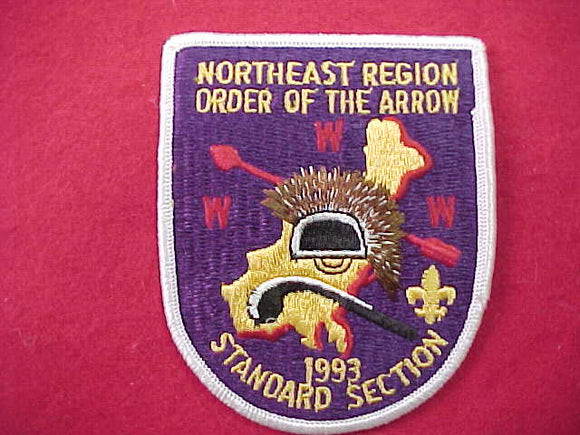 NORTHEAST REGION
ORDER OF THE ARROW
W
W W
1993
STANDARD SECTION